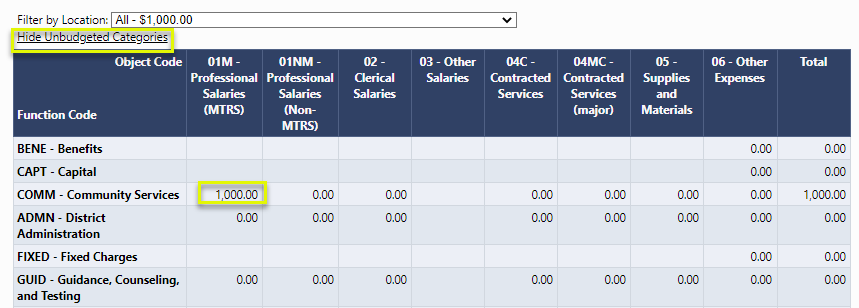 Filter by Location: All - $1,000.00
Hide Unbudgeted Categories
Object Code 01M - Professional Salaries (MTRS) 01NM - Professional Salaries (Non-MTRS) 02 - Clerical Salaries 03 - Other Salaries 04C - Contracted Services 04MC - Contracted Services (major) 05 - Supplies and Materials 06 - Other Expenses Total
Function Code
BENE - Benefits 0.00 0.00
CAPT - Capital 0.00 0.00
COMM - Community Services 1,000.00 0.00 0.00 0.00 0.00 0.00 0.00 1,000.00
ADMN - District Administration 0.00 0.00 0.00 0.00 0.00 0.00 0.00 0.00
FIXED - Fixed Charges 0.00 0.00
GUID - Guidance, Counseling, and Testing 0.00 0.00 0.00 0.00 0.00 0.00 0.00 0.00